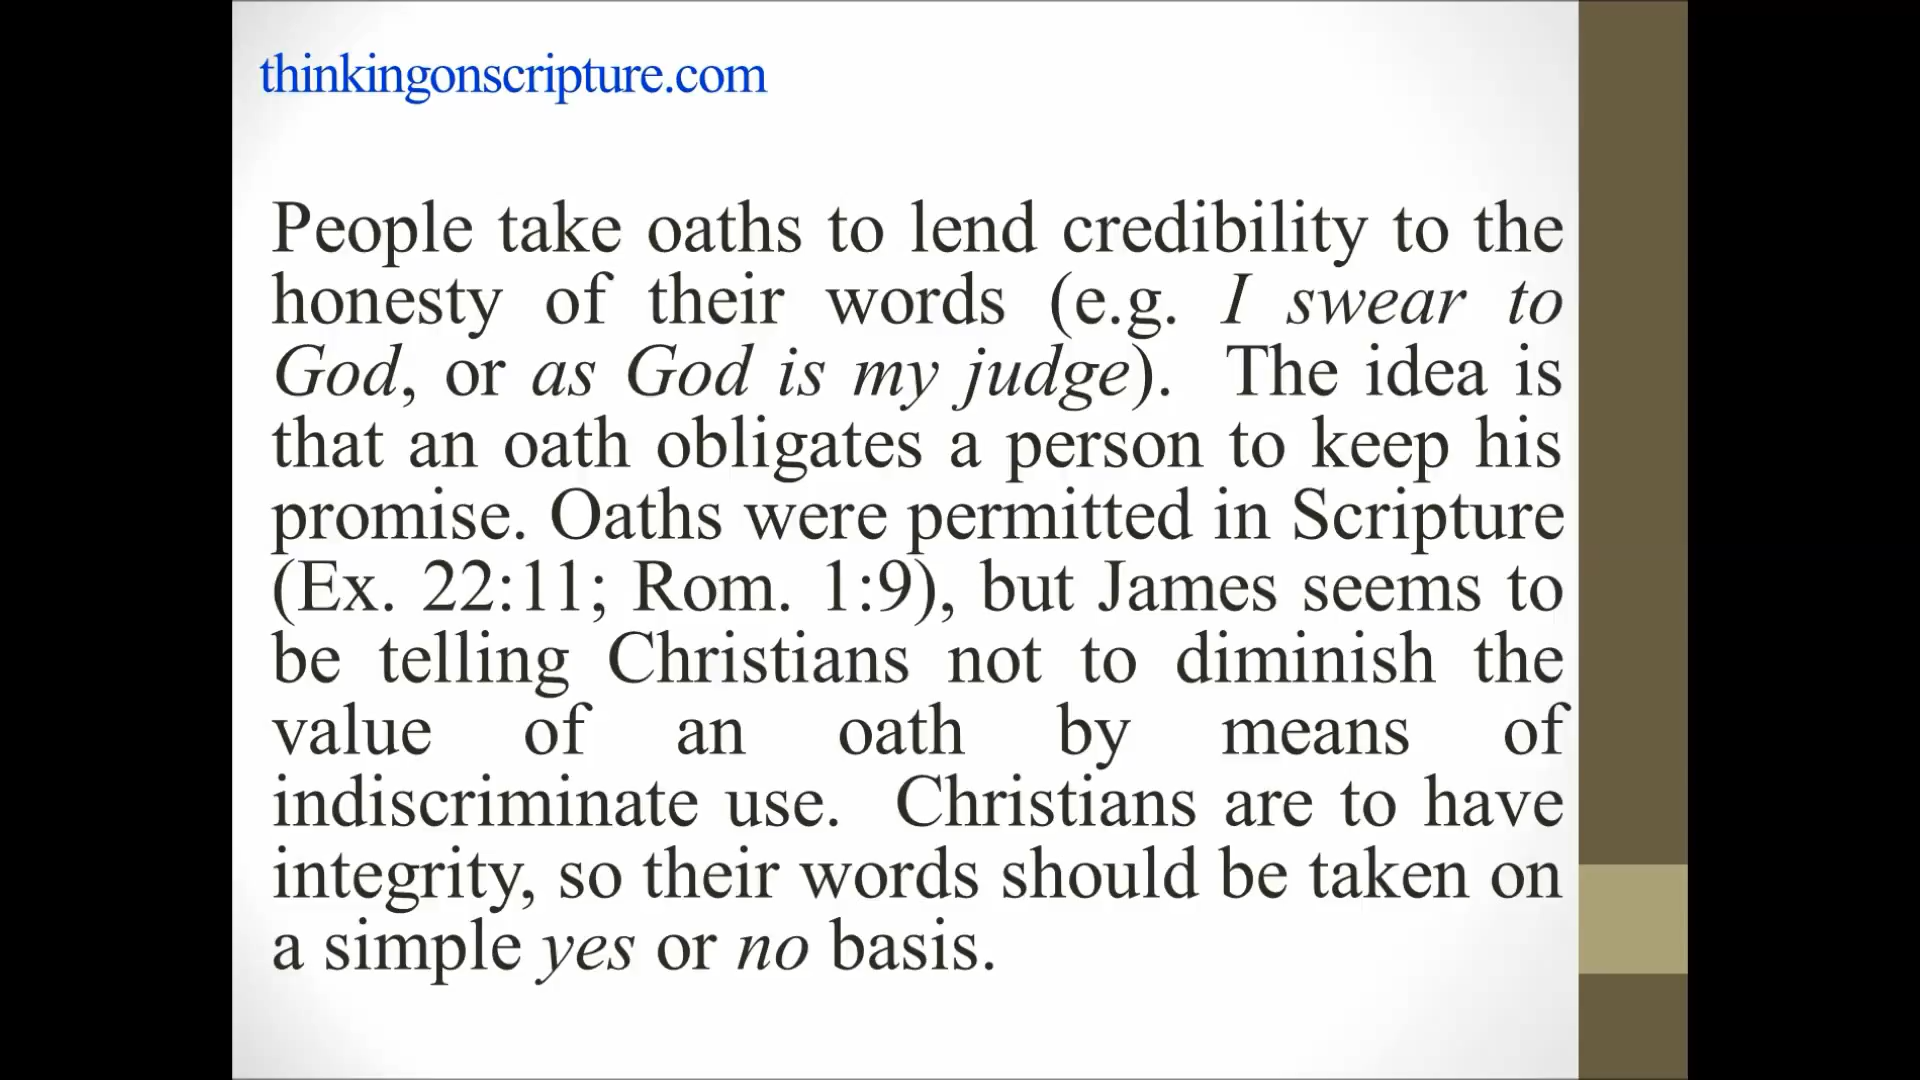 thinkingonscripture.com
People take oaths to lend credibility to the
honesty of their words (e.g. I swear to
God, or as God is my judge).  The idea is
that an oath obligates a person to keep his
promise. Oaths were permitted in Scripture
(Ex. 22:11; Rom. 1:9), but James seems to
be telling Christians not to diminish the
value of an oath by means of
indiscriminate use.  Christians are to have
integrity, so their words should be taken on
a simple yes or no basis.